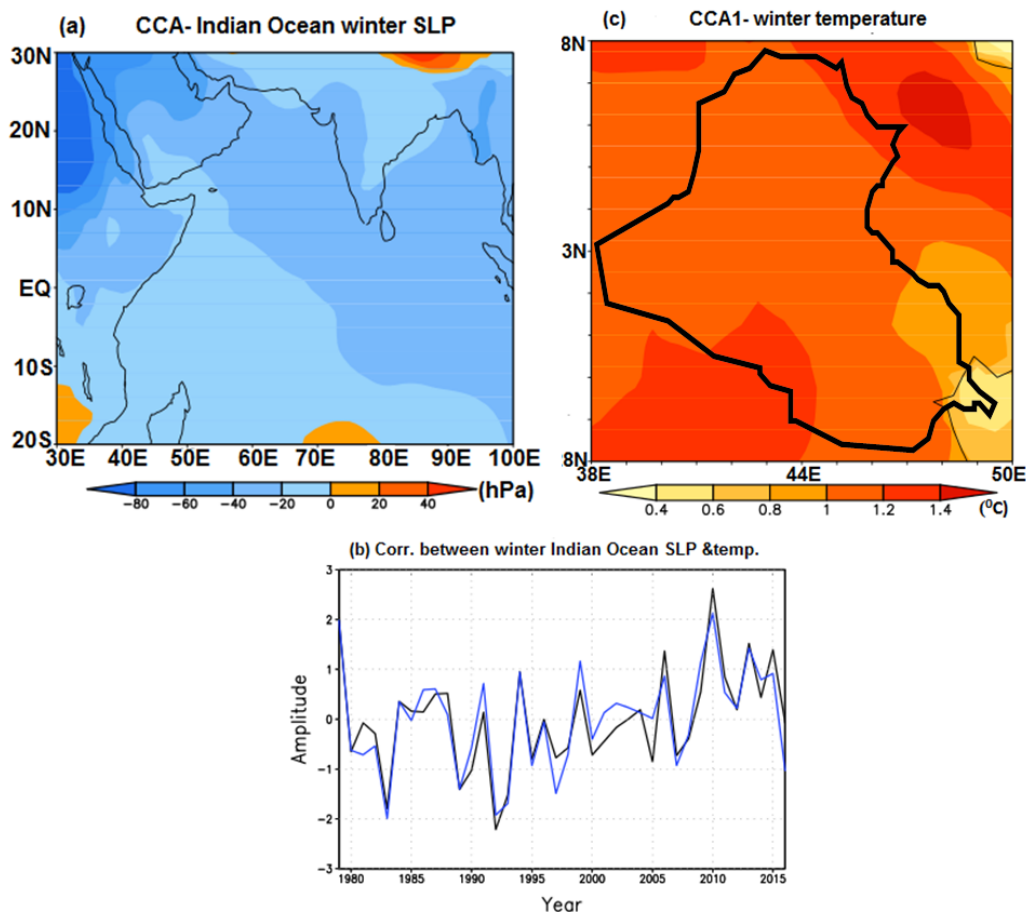 (a) CCA- Indian Ocean winter SLP
30N
20N
10N
EQ
10S
20S
30E 40E 50E 60E 70E 80E 90E 100E
−80 −60 −40 −20 0 20 40 (hPa)
(c) CCA1- winter temperature
8N
3N
8N
38E 44E 50E
0.4 0.6 0.8 1 1.2 1.4 (⁰C)
(b) Corr. between winter Indian Ocean SLP &temp.
Amplitude
3
2
1
0
−1
−2
−3
1980 1985 1990 1995 2000 2005 2010 2015
Year